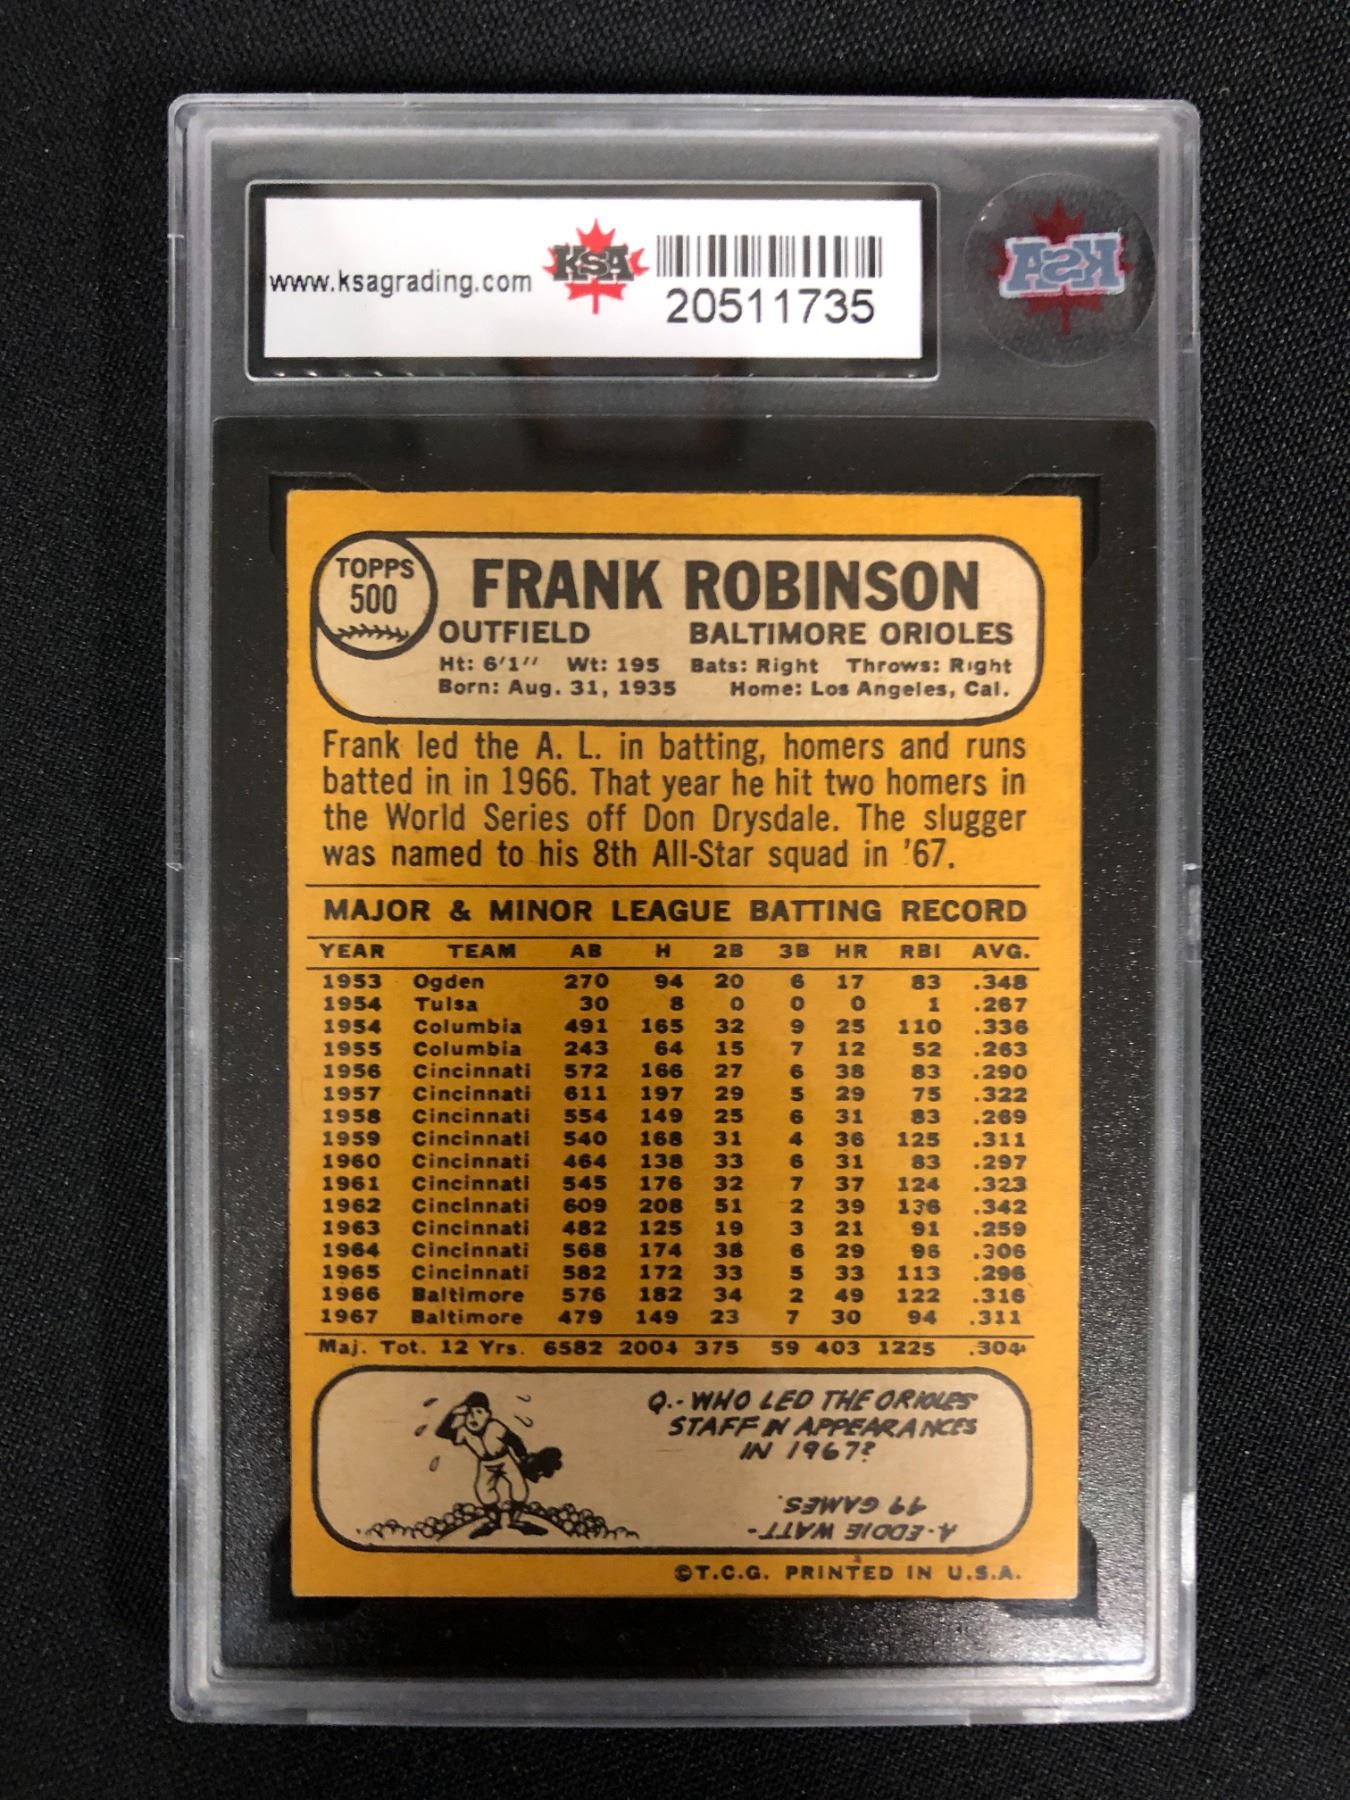 www.ksagrading.com KSA
20511735
KSA
TOPPS
500
FRANK ROBINSON
OUTFIELD BALTIMORE ORIOLES
Ht: 6'1" Wt: 195 Bats: Right Throws: Right
Born: Aug. 31, 1935 Home: Los Angeles, Cal.
Frank led the A. L. in batting, homers and runs
batted in in 1966. That year he hit two homers in
the World Series off Don Drysdale. The slugger
was named to his 8th All-Star squad in '67.
MAJOR & MINOR LEAGUE BATTING RECORD
YEAR TEAM AB H 2B 3B HR RBI AVG.
1953 Ogden 270 94 20 6 17 83 .348
1954 Tulsa 30 8 0 0 0 1 .267
1954 Columbia 491 165 32 9 25 110 .336
1955 Columbia 243 64 15 7 12 52 .263
1956 Cincinnati 572 166 27 6 38 83 .290
1957 Cincinnati 611 197 29 5 29 75 .322
1958 Cincinnati 554 149 25 6 31 83 .269
1959 Cincinnati 540 168 31 4 36 125 .311
1960 Cincinnati 464 138 33 6 31 83 .297
1961 Cincinnati 545 176 32 7 37 124 .323
1962 Cincinnati 609 208 51 2 39 136 .342
1963 Cincinnati 482 125 19 3 21 91 .259
1964 Cincinnati 568 174 38 6 29 96 .306
1965 Cincinnati 582 172 33 5 33 113 .296
1966 Baltimore 576 182 34 2 49 122 .316
1967 Baltimore 479 149 23 7 30 94 .311
Maj. Tot. 12 Yrs. 6582 2004 375 59 403 1225 .304
Q.- WHO LED THE ORIOLES'
STAFF IN APPEARANCES
IN 1967?
A.-EDDIE WATT-
49 GAMES.
©T.C.G. PRINTED IN U.S.A.